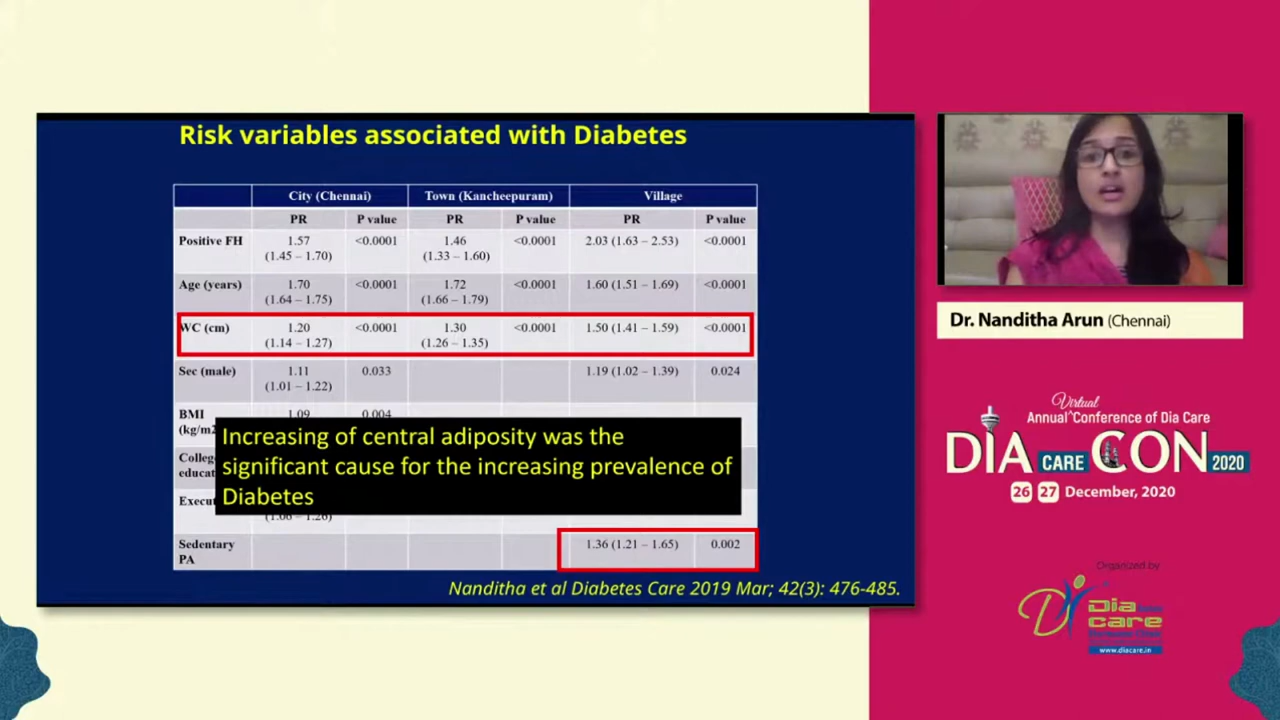 Risk variables associated with Diabetes
City (Chennai) Town (Kancheepuram) Village
PR P value PR P value PR P value
Positive FH 1.57 <0.0001 1.46 <0.0001 2.03 (1.63 – 2.53) <0.0001
(1.45 – 1.70) (1.33 – 1.60)
Age (years) 1.70 <0.0001 1.72 <0.0001 1.60 (1.51 – 1.69) <0.0001
(1.64 – 1.75) (1.66 – 1.79)
WC (cm) 1.20 <0.0001 1.30 <0.0001 1.50 (1.41 – 1.59) <0.0001
(1.14 – 1.27) (1.26 – 1.35)
Sec (male) 1.11 0.033 1.19 (1.02 – 1.39) 0.024
(1.01 – 1.22)
BMI 1.09 0.004
Increasing of central adiposity was the
significant cause for the increasing prevalence of
Diabetes
Sedentary 1.36 (1.21 – 1.65) 0.002
PA
Nanditha et al Diabetes Care 2019 Mar; 42(3): 476-485.
Dr. Nanditha Arun (Chennai)
Virtual
Annual^Conference of Dia Care
DIA CARE CON 2020
26 27 December, 2020
Organized by
Dia
care
www.diacare.in